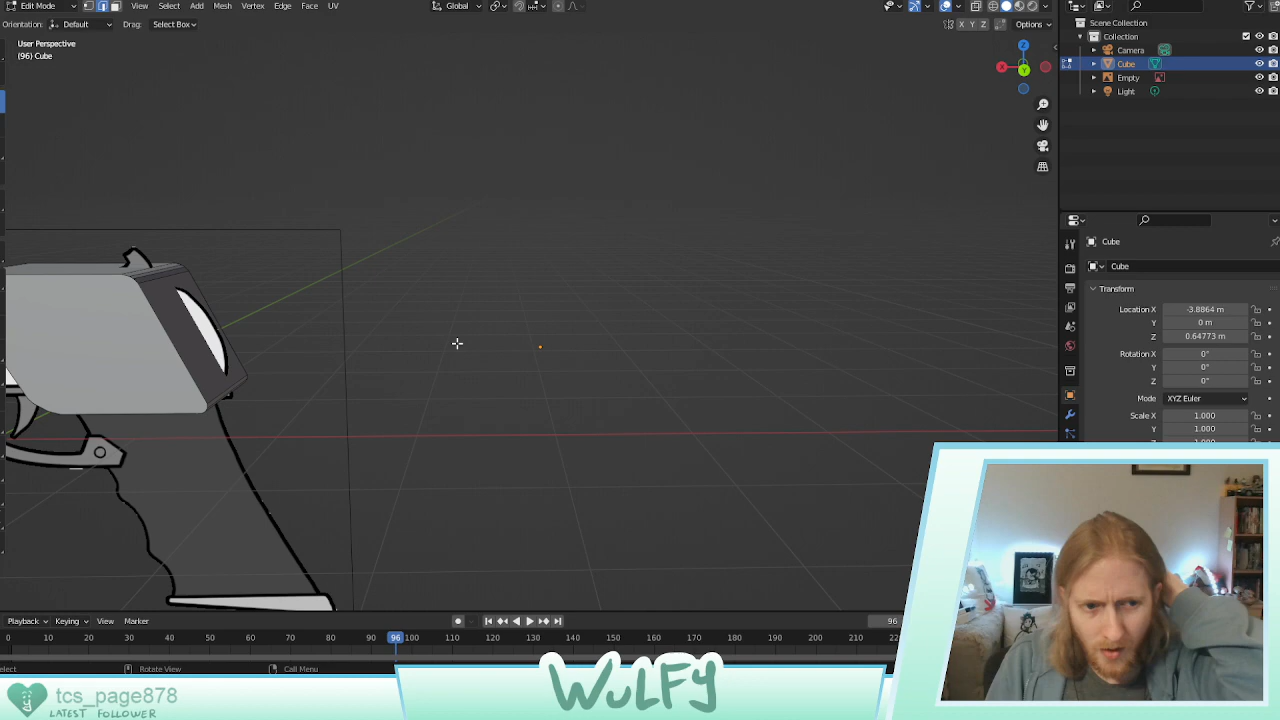 Edit Mode View Select Add Mesh Vertex Edge Face UV Global
Orientation: Default Drag: Select Box X Y Z Options
User Perspective
(96) Cube
Z
X
Y
Scene Collection
Collection
Camera
Cube
Empty
Light
Cube
Cube
Transform
Location X -3.8864 m
Y 0 m
Z 0.64773 m
Rotation X 0°
Y 0°
Z 0°
Mode XYZ Euler
Scale X 1.000
Y 1.000
Z 1.000
Playback Keying View Marker 96
0 10 20 30 40 50 60 70 80 90 96 100 110 120 130 140 150 160 170 180 190 200 210
Rotate View Call Menu
tcs_page878
LATEST FOLLOWER
WULFY